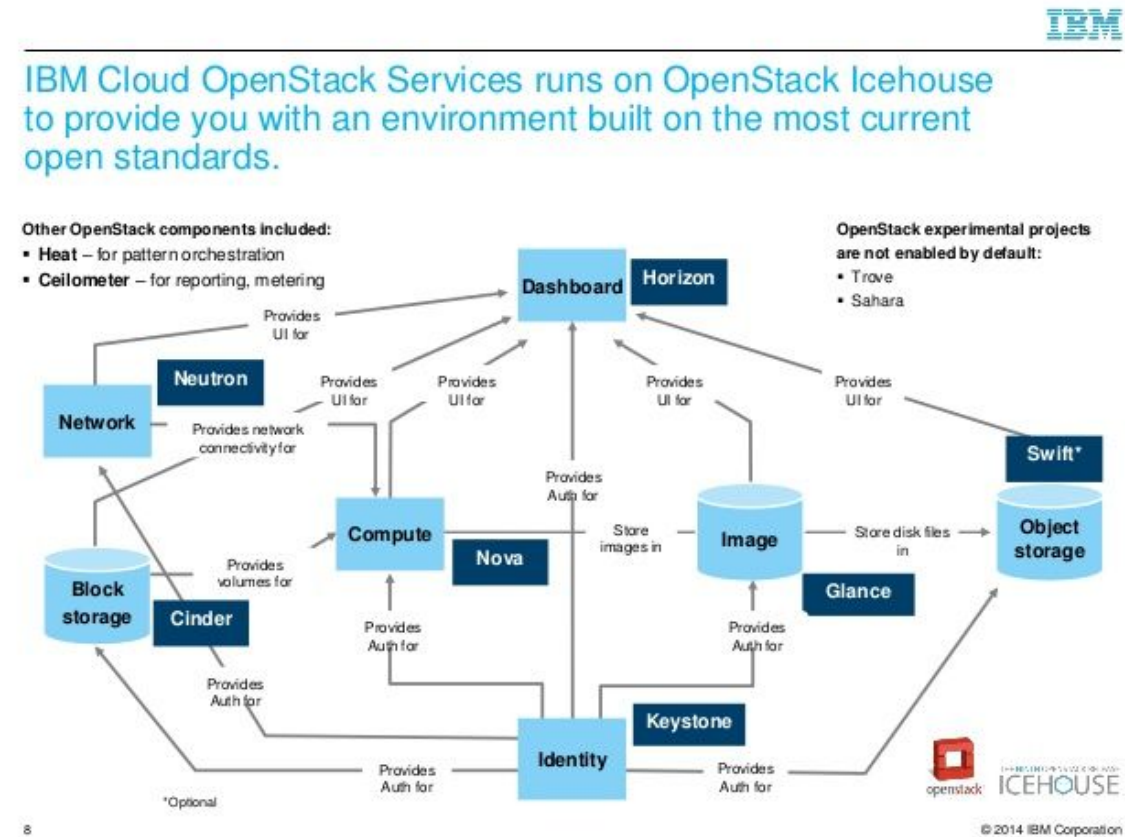 IBM
IBM Cloud OpenStack Services runs on OpenStack Icehouse
to provide you with an environment built on the most current
open standards.
Other OpenStack components included:
▪ Heat – for pattern orchestration
▪ Ceilometer – for reporting, metering
OpenStack experimental projects
are not enabled by default:
▪ Trove
▪ Sahara
Dashboard
Horizon
Provides
UI for
Neutron
Network
Provides
UI for
Provides
UI for
Provides
UI for
Provides
UI for
Provides network
connectivity for
Swift*
Provides
Auth for
Compute
Nova
Store
images in
Image
Glance
Store disk files
in
Object
storage
Provides
volumes for
Block
storage
Cinder
Provides
Auth for
Provides
Auth for
Provides
Auth for
Keystone
Identity
Provides
Auth for
Provides
Auth for
*Optional
openstack
THE NINTH OPENSTACK RELEASE
ICEHOUSE
8
© 2014 IBM Corporation